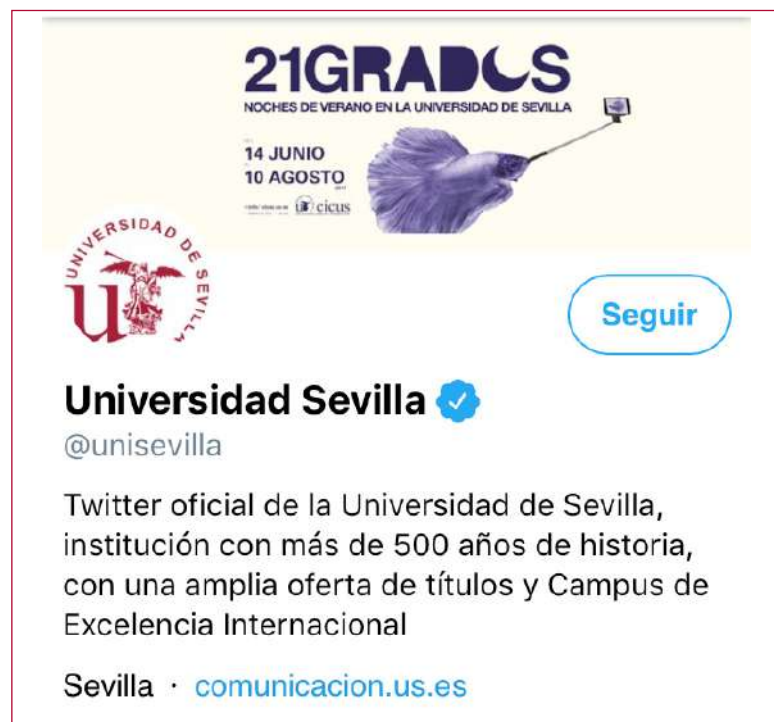 21GRADOS
NOCHES DE VERANO EN LA UNIVERSIDAD DE SEVILLA
14 JUNIO
10 AGOSTO
cicus
UNIVERSIDAD DE SEVILLA
Seguir
Universidad Sevilla
@unisevilla
Twitter oficial de la Universidad de Sevilla,
institución con más de 500 años de historia,
con una amplia oferta de títulos y Campus de
Excelencia Internacional
Sevilla · comunicacion.us.es